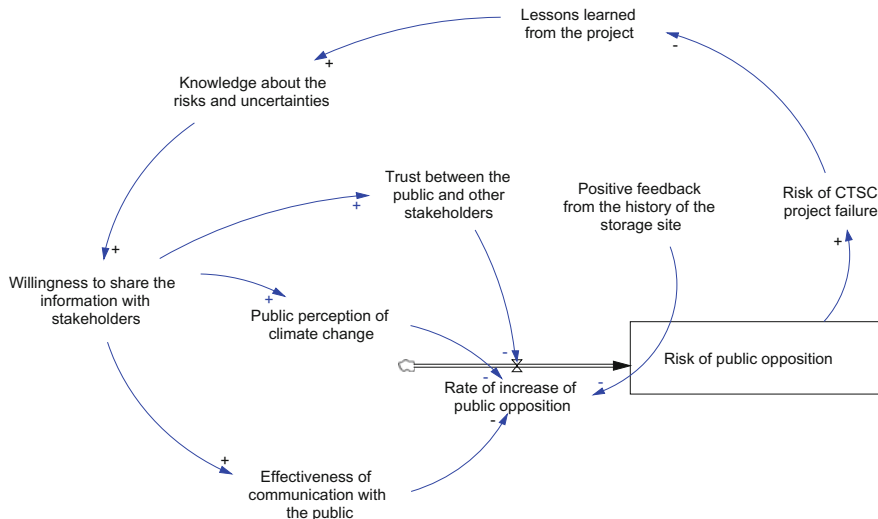 Lessons learned
from the project
-
+
Knowledge about the
risks and uncertainties
Trust between the
public and other
stakeholders
+
Positive feedback
from the history of the
storage site
Risk of CTSC
project failure
+
+
Willingness to share the
information with
stakeholders
+
Public perception of
climate change
-
Risk of public opposition
-
Rate of increase of
public opposition
-
-
+
Effectiveness of
communication with
the public